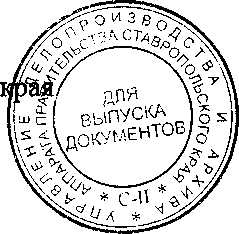 края
УПРАВЛЕНИЕ ДЕЛОПРОИЗВОДСТВА И АРХИВА
АППАРАТА ПРАВИТЕЛЬСТВА СТАВРОПОЛЬСКОГО КРАЯ
ДЛЯ
ВЫПУСКА
ДОКУМЕНТОВ
* С-II *